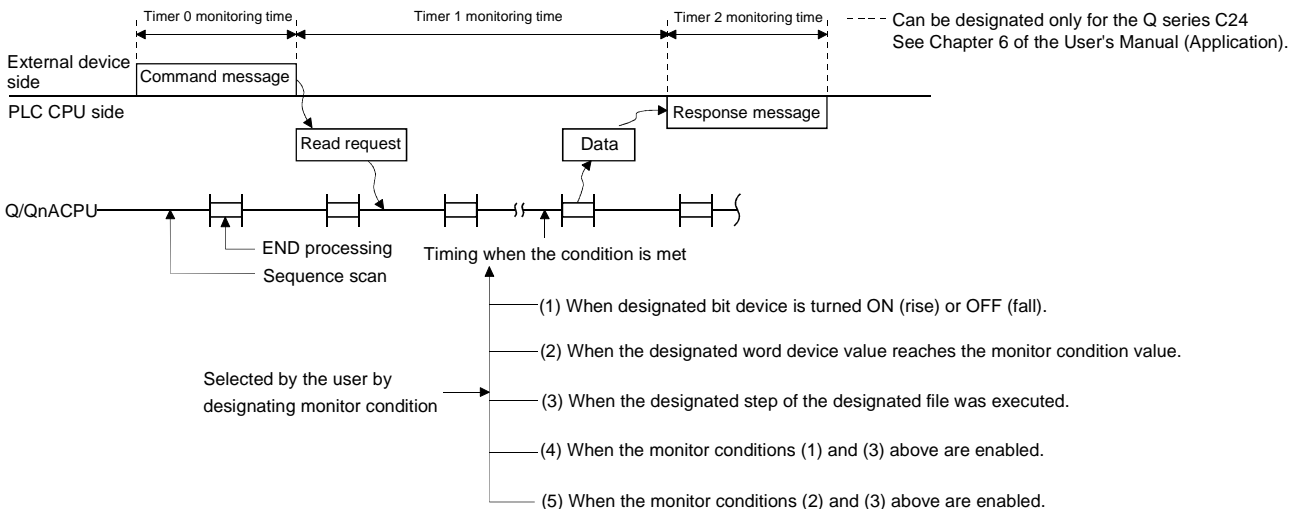 Timer 0 monitoring time
Timer 1 monitoring time
Timer 2 monitoring time
Can be designated only for the Q series C24
See Chapter 6 of the User's Manual (Application).
External device
side
Command message
PLC CPU side
Response message
Read request
Data
Q/QnACPU
END processing
Sequence scan
Timing when the condition is met
(1) When designated bit device is turned ON (rise) or OFF (fall).
(2) When the designated word device value reaches the monitor condition value.
Selected by the user by
designating monitor condition
(3) When the designated step of the designated file was executed.
(4) When the monitor conditions (1) and (3) above are enabled.
(5) When the monitor conditions (2) and (3) above are enabled.